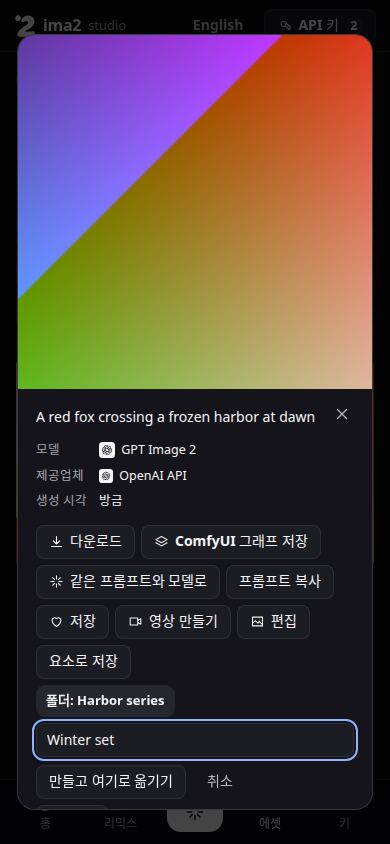 ima2 studio English API 키 2
A red fox crossing a frozen harbor at dawn
모델 GPT Image 2
제공업체 OpenAI API
생성 시각 방금
다운로드 ComfyUI 그래프 저장
같은 프롬프트와 모델로 프롬프트 복사
저장 영상 만들기 편집
요소로 저장
폴더: Harbor series
Winter set
만들고 여기로 옮기기 취소
홈 리믹스 에셋 키